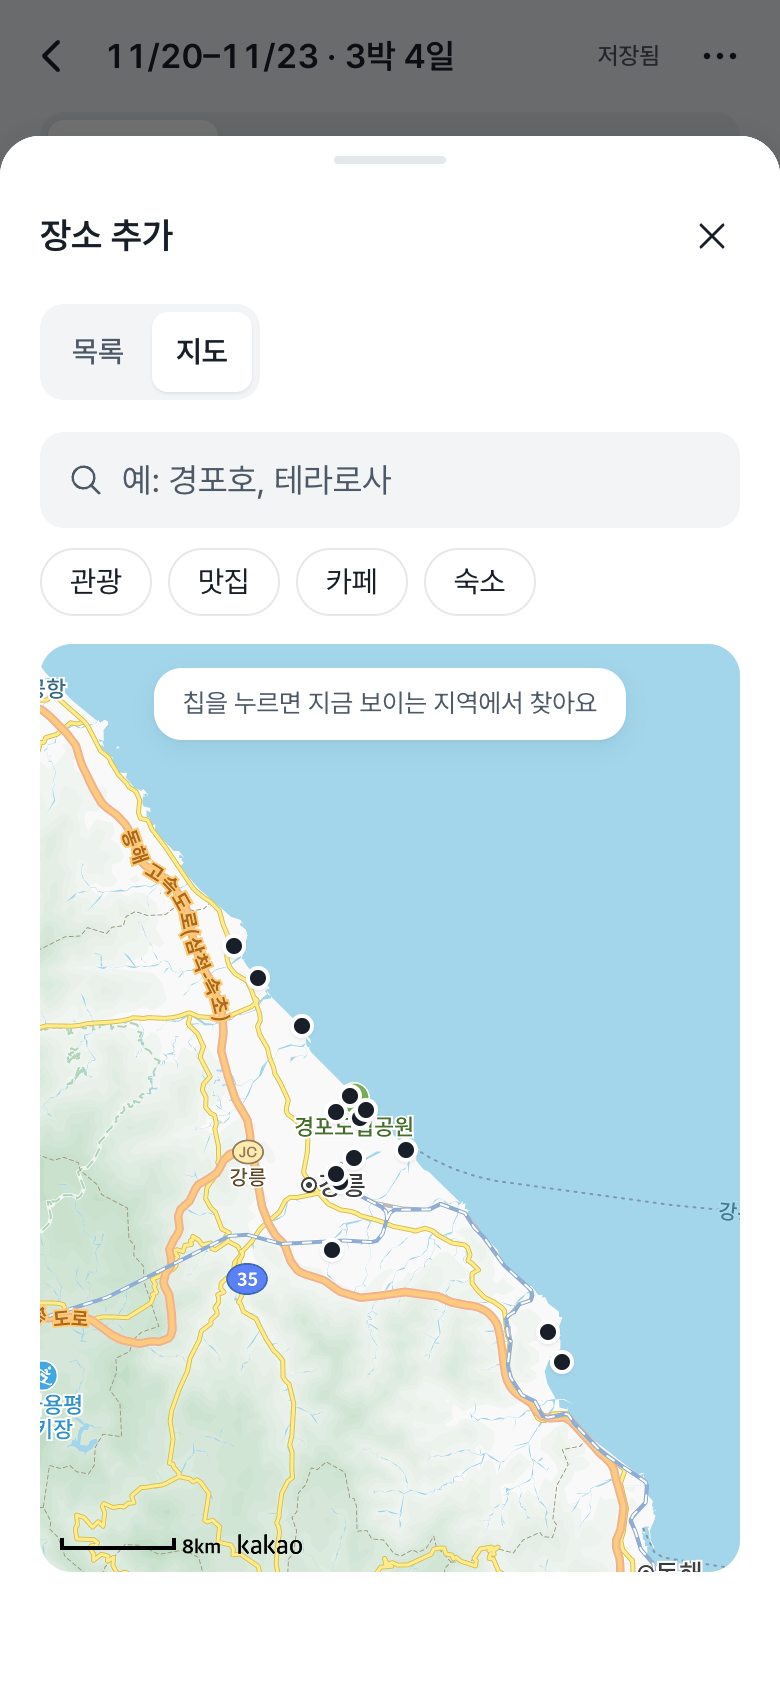 11/20–11/23 · 3박 4일
저장됨
장소 추가
목록
지도
예: 경포호, 테라로사
관광
맛집
카페
숙소
칩을 누르면 지금 보이는 지역에서 찾아요
동해고속도로(삼척-속초)
JC
강릉
35
도로
8km
kakao